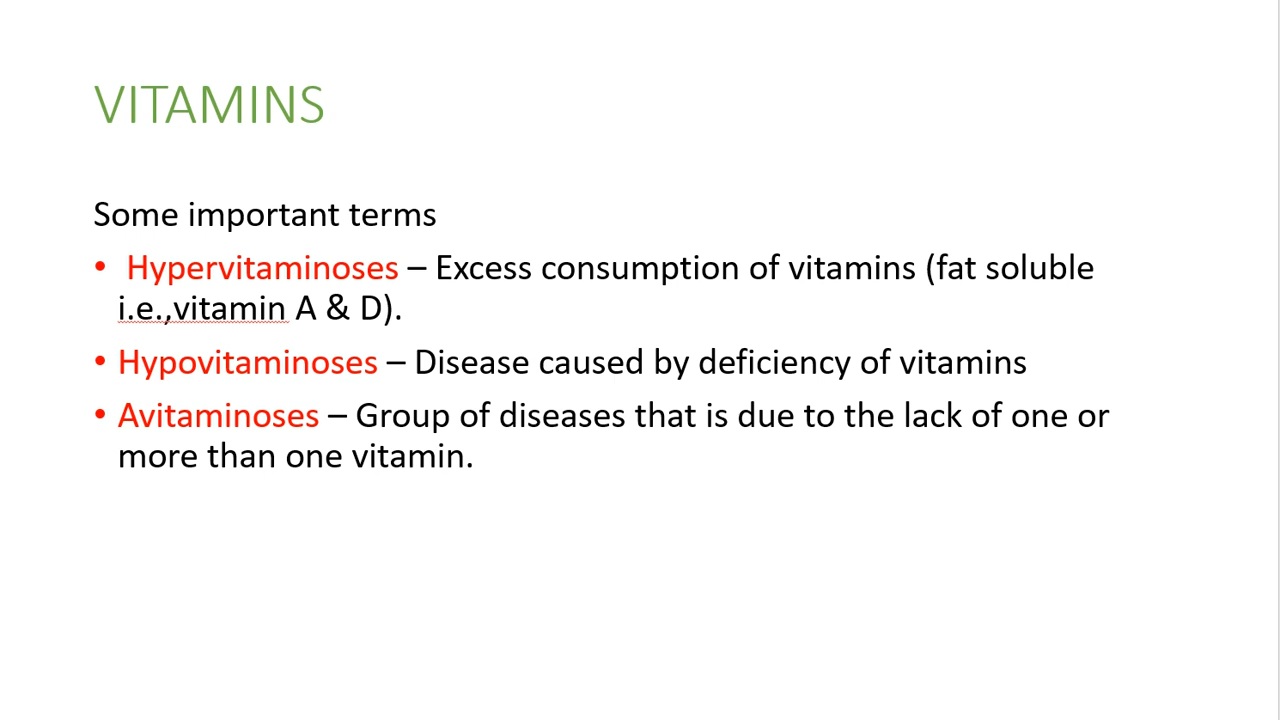 VITAMINS
Some important terms
• Hypervitaminoses – Excess consumption of vitamins (fat soluble
i.e.,vitamin A & D).
• Hypovitaminoses – Disease caused by deficiency of vitamins
• Avitaminoses – Group of diseases that is due to the lack of one or
more than one vitamin.